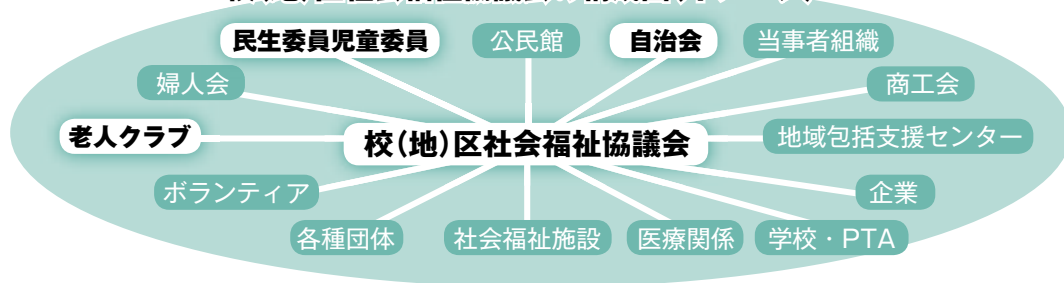 民生委員児童委員
公民館
自治会
当事者組織
婦人会
商工会
老人クラブ
校(地)区社会福祉協議会
地域包括支援センター
ボランティア
企業
各種団体
社会福祉施設
医療関係
学校・PTA